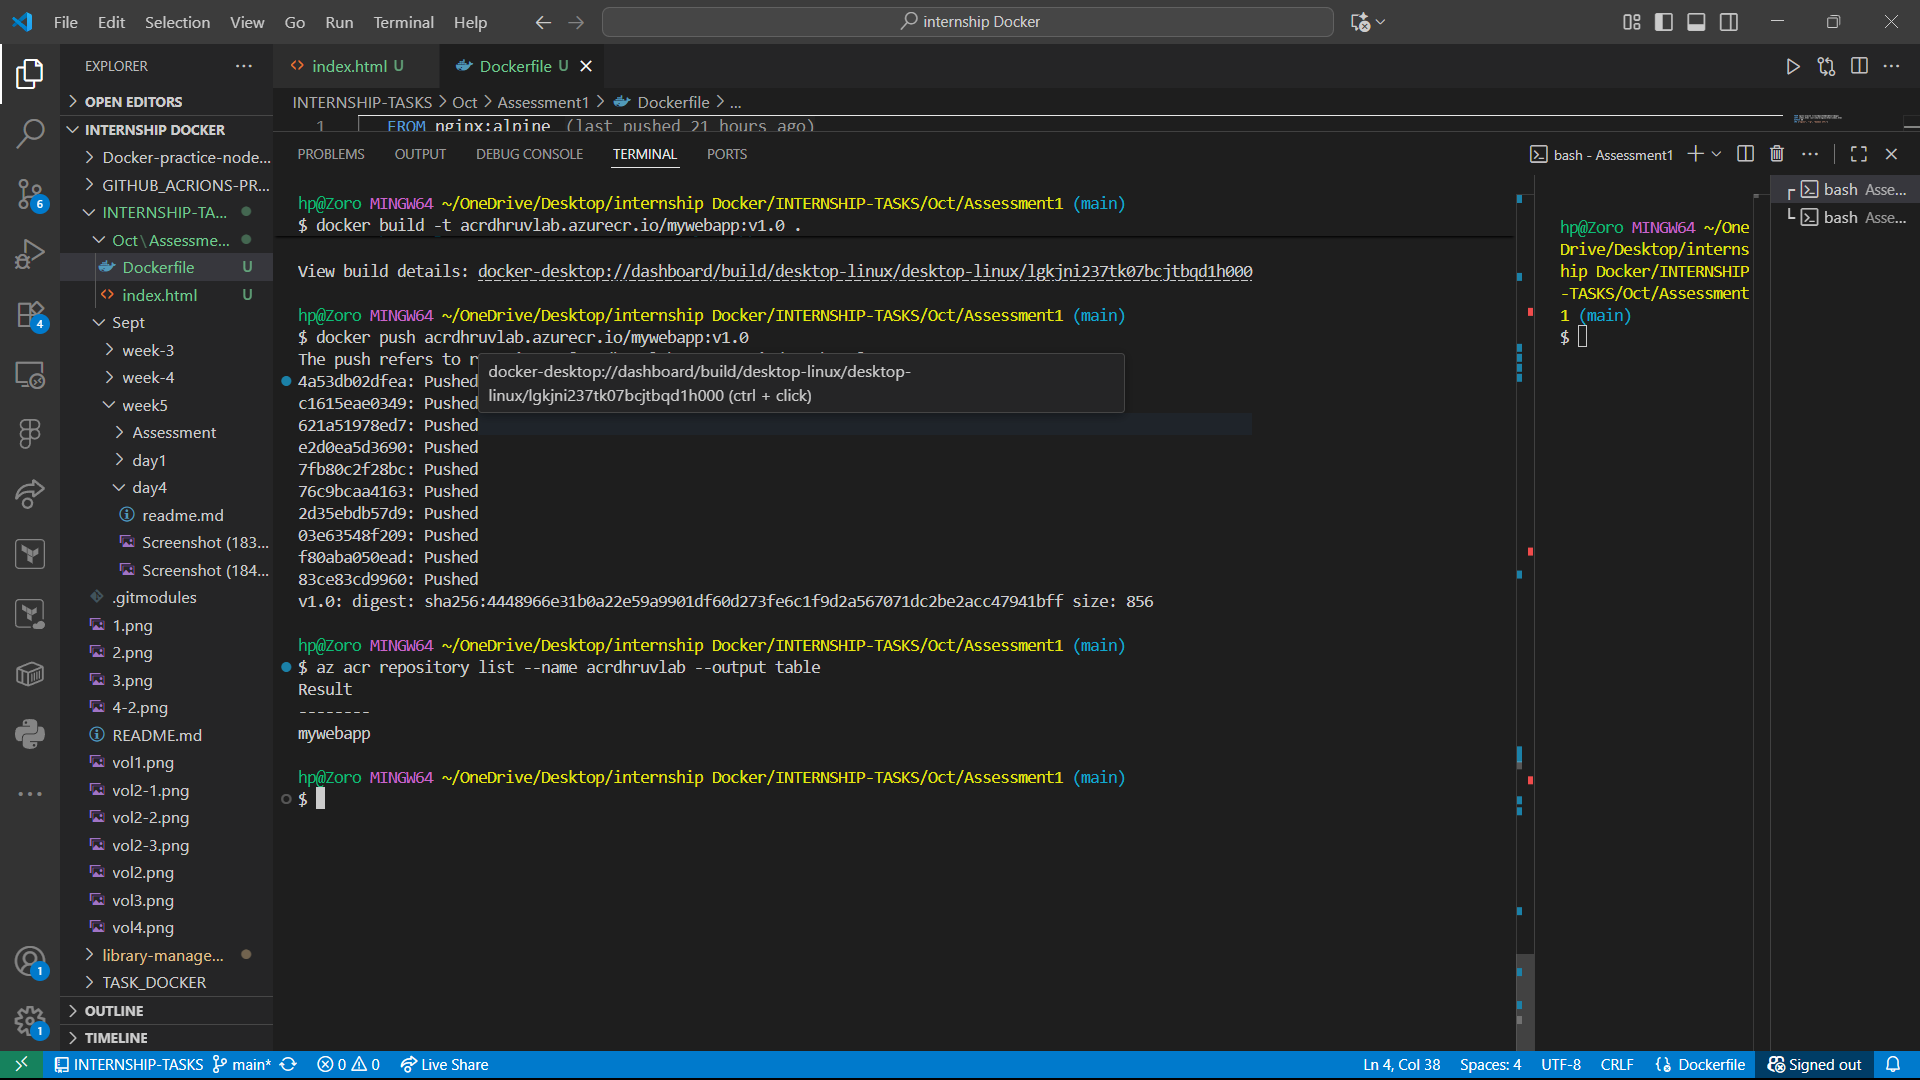 File Edit Selection View Go Run Terminal Help
internship Docker
EXPLORER
index.html U
Dockerfile U
OPEN EDITORS
INTERNSHIP DOCKER
Docker-practice-node...
GITHUB_ACRIONS-PR...
INTERNSHIP-TA...
Oct\Assessme...
Dockerfile U
index.html U
Sept
week-3
week-4
week5
Assessment
day1
day4
readme.md
Screenshot (183...
Screenshot (184...
.gitmodules
1.png
2.png
3.png
4-2.png
README.md
vol1.png
vol2-1.png
vol2-2.png
vol2-3.png
vol2.png
vol3.png
vol4.png
library-manage...
TASK_DOCKER
OUTLINE
TIMELINE
6
4
1
1
INTERNSHIP-TASKS > Oct > Assessment1 > Dockerfile > ...
1 FROM nginx:alpine (last pushed 21 hours ago)
PROBLEMS OUTPUT DEBUG CONSOLE TERMINAL PORTS
bash - Assessment1
hp@Zoro MINGW64 ~/OneDrive/Desktop/internship Docker/INTERNSHIP-TASKS/Oct/Assessment1 (main)
$ docker build -t acrdhruvlab.azurecr.io/mywebapp:v1.0 .
View build details: docker-desktop://dashboard/build/desktop-linux/desktop-linux/lgkjni237tk07bcjtbqd1h000
hp@Zoro MINGW64 ~/OneDrive/Desktop/internship Docker/INTERNSHIP-TASKS/Oct/Assessment1 (main)
$ docker push acrdhruvlab.azurecr.io/mywebapp:v1.0
The push refers to
docker-desktop://dashboard/build/desktop-linux/desktop-
linux/lgkjni237tk07bcjtbqd1h000 (ctrl + click)
4a53db02dfea: Pushed
c1615eae0349: Pushed
621a51978ed7: Pushed
e2d0ea5d3690: Pushed
7fb80c2f28bc: Pushed
76c9bcaa4163: Pushed
2d35ebdb57d9: Pushed
03e63548f209: Pushed
f80aba050ead: Pushed
83ce83cd9960: Pushed
v1.0: digest: sha256:4448966e31b0a22e59a9901df60d273fe6c1f9d2a567071dc2be2acc47941bff size: 856
hp@Zoro MINGW64 ~/OneDrive/Desktop/internship Docker/INTERNSHIP-TASKS/Oct/Assessment1 (main)
$ az acr repository list --name acrdhruvlab --output table
Result
--------
mywebapp
hp@Zoro MINGW64 ~/OneDrive/Desktop/internship Docker/INTERNSHIP-TASKS/Oct/Assessment1 (main)
$
hp@Zoro MINGW64 ~/One
Drive/Desktop/interns
hip Docker/INTERNSHIP
-TASKS/Oct/Assessment
1 (main)
$
bash Asse...
bash Asse...
INTERNSHIP-TASKS main* 0 0 Live Share
Ln 4, Col 38 Spaces: 4 UTF-8 CRLF Dockerfile Signed out